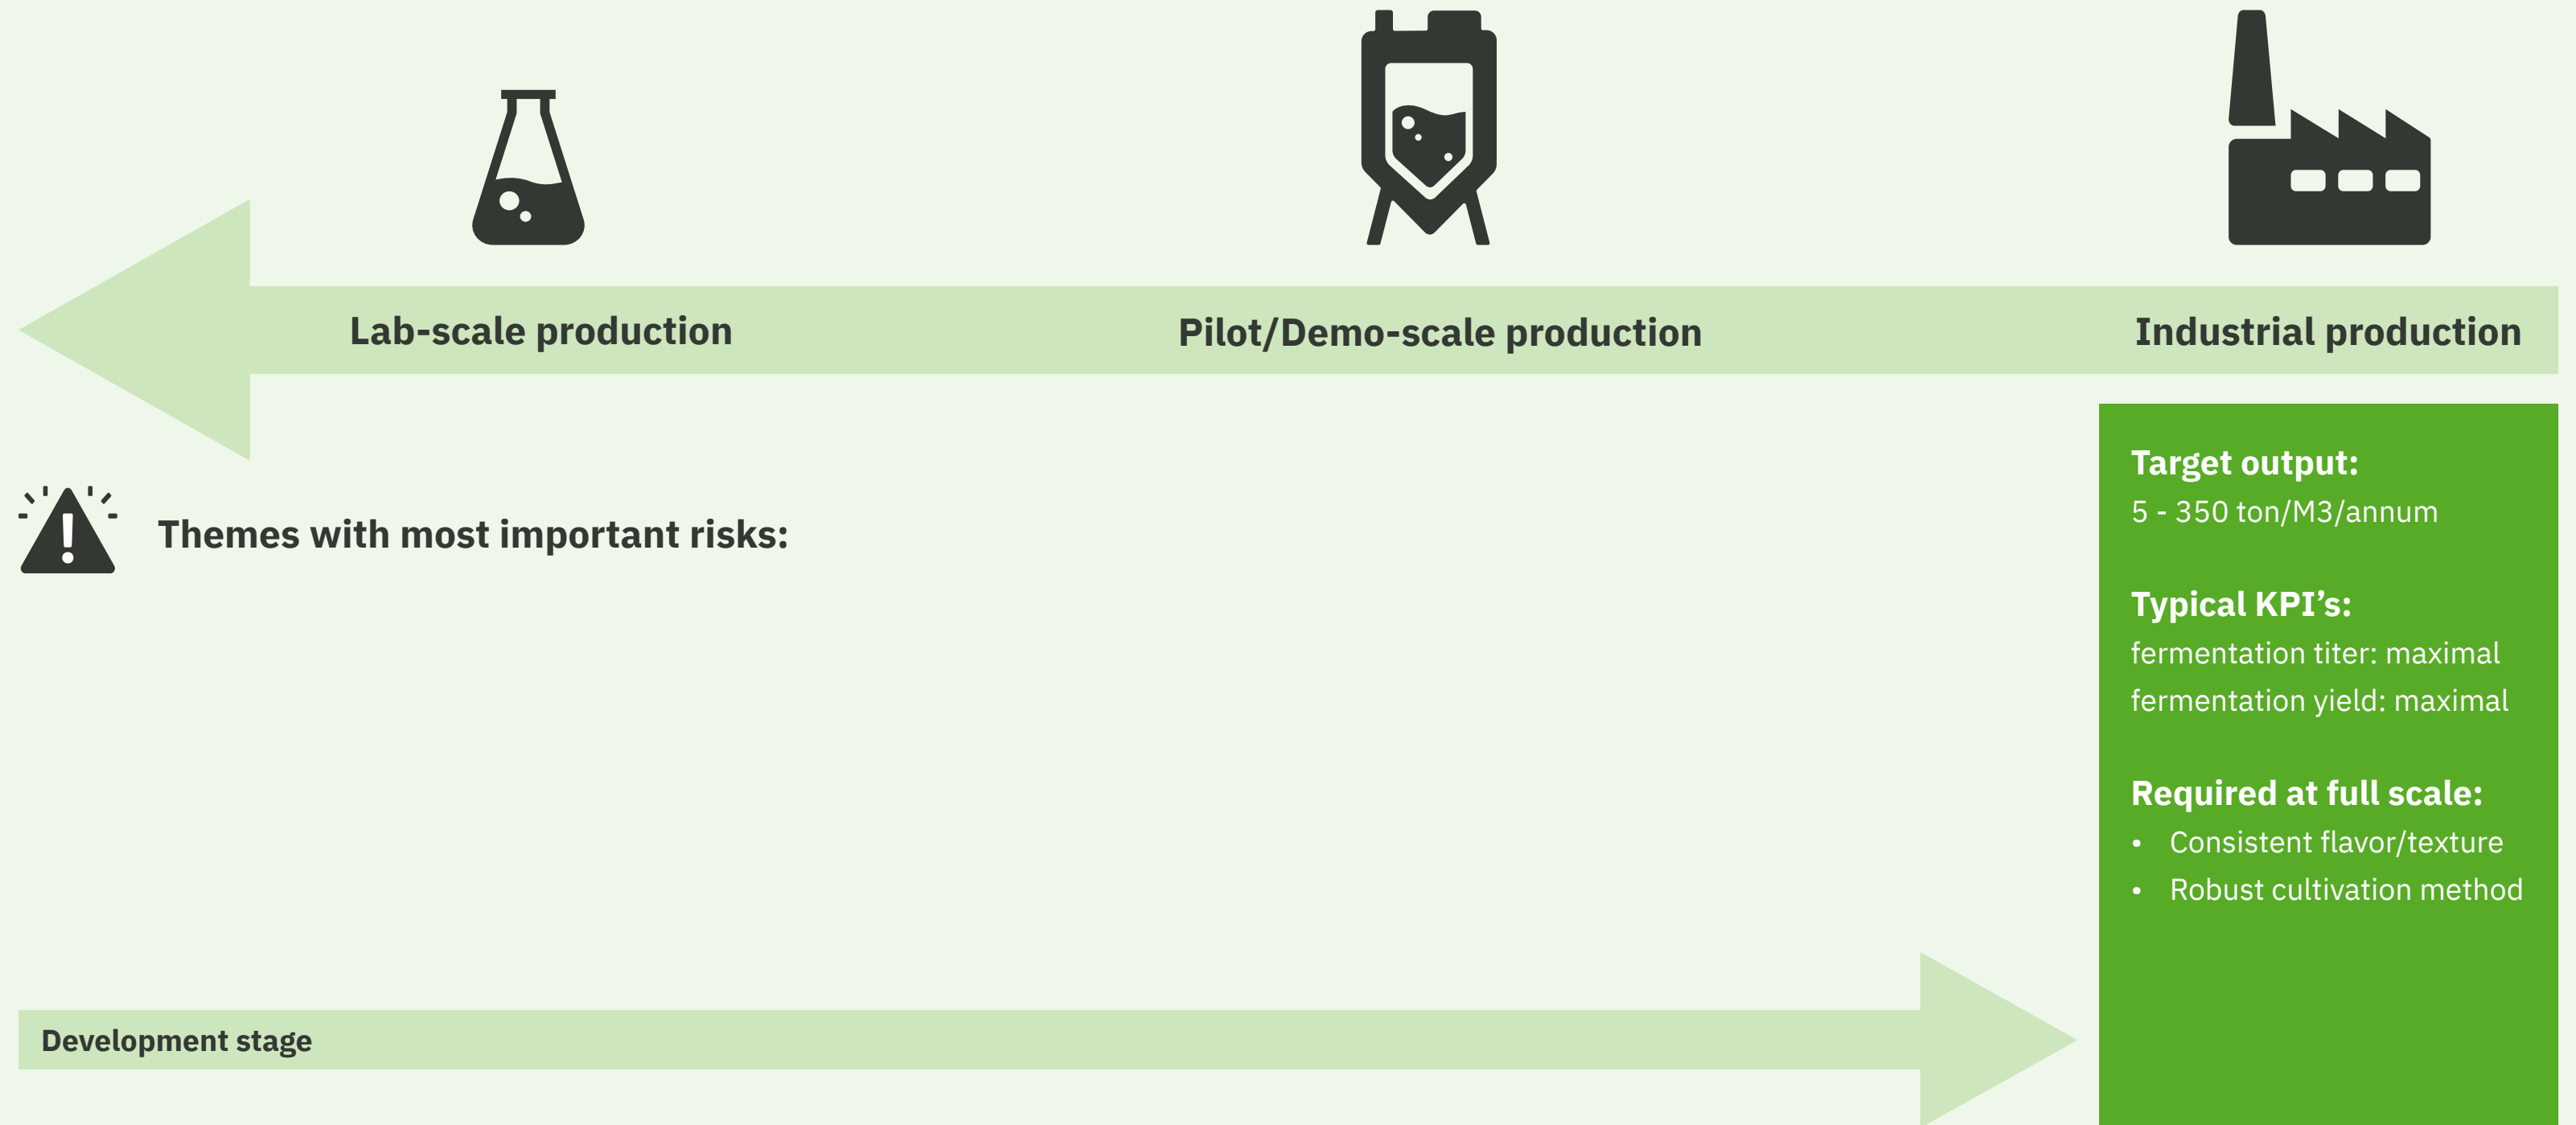 Lab-scale production
Pilot/Demo-scale production
Industrial production
Themes with most important risks:
Target output:
5 - 350 ton/M3/annum
Typical KPI’s:
fermentation titer: maximal
fermentation yield: maximal
Required at full scale:
• Consistent flavor/texture
• Robust cultivation method
Development stage